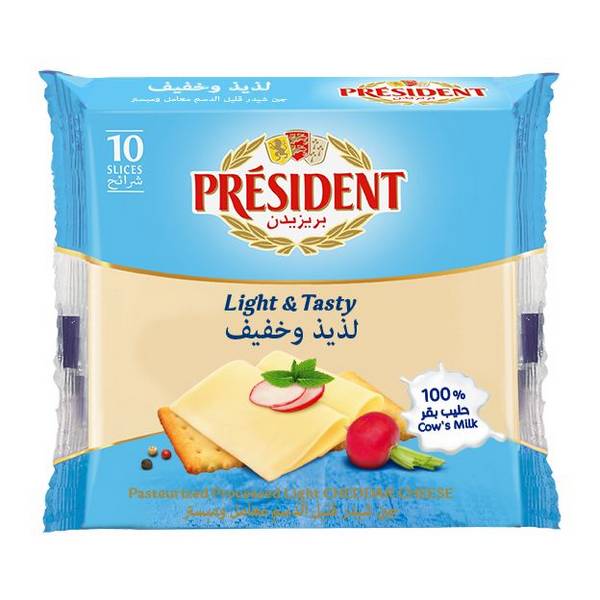 لذيذ وخفيف
جبن شيدر قليل الدسم معامل ومبستر
PRÉSIDENT
بريزيدن
10
SLICES
شرائح
PRÉSIDENT
بريزيدن
Light & Tasty
لذيذ وخفيف
100%
حليب بقر
Cow's Milk
Pasteurized Processed Light CHEDDAR CHEESE
جبن شيدر قليل الدسم معامل ومبستر